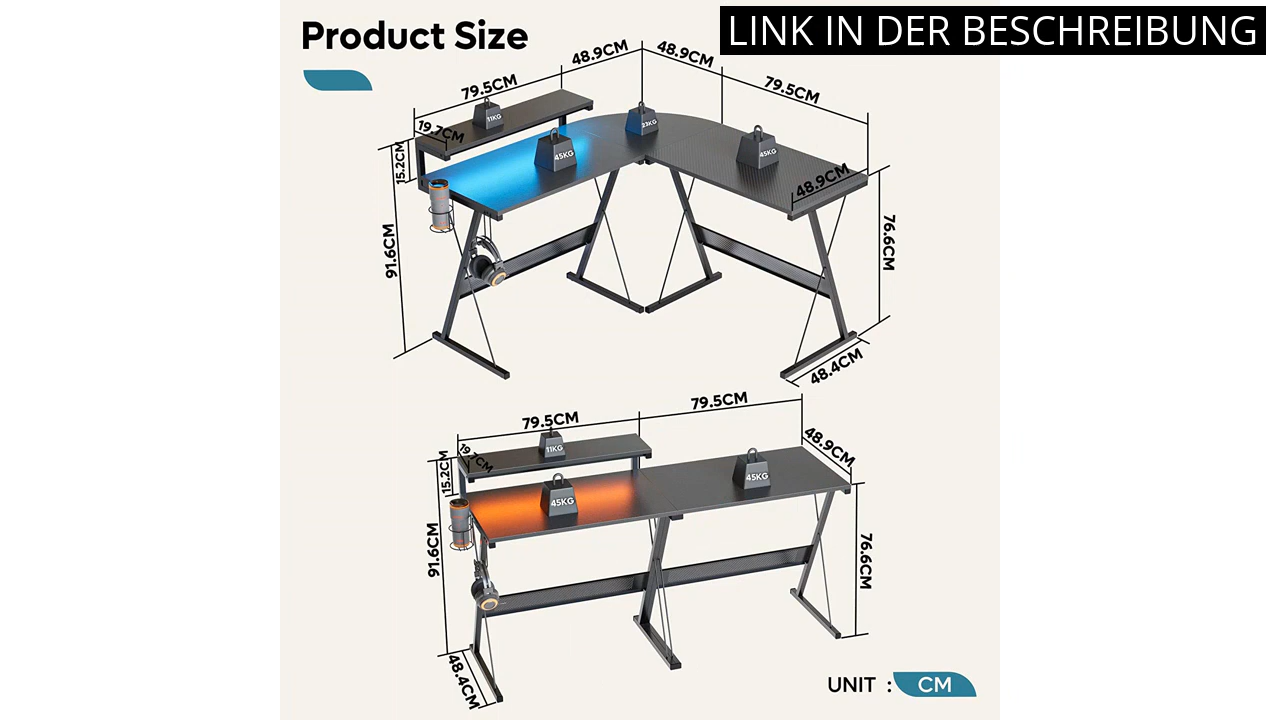 Product Size
LINK IN DER BESCHREIBUNG
48.9CM
48.9CM
79.5CM
79.5CM
11KG
19.7CM
23KG
45KG
45KG
15.2CM
48.9CM
91.6CM
76.6CM
48.4CM
79.5CM
79.5CM
48.9CM
11KG
19.7CM
15.2CM
45KG
45KG
91.6CM
76.6CM
48.4CM
UNIT : CM